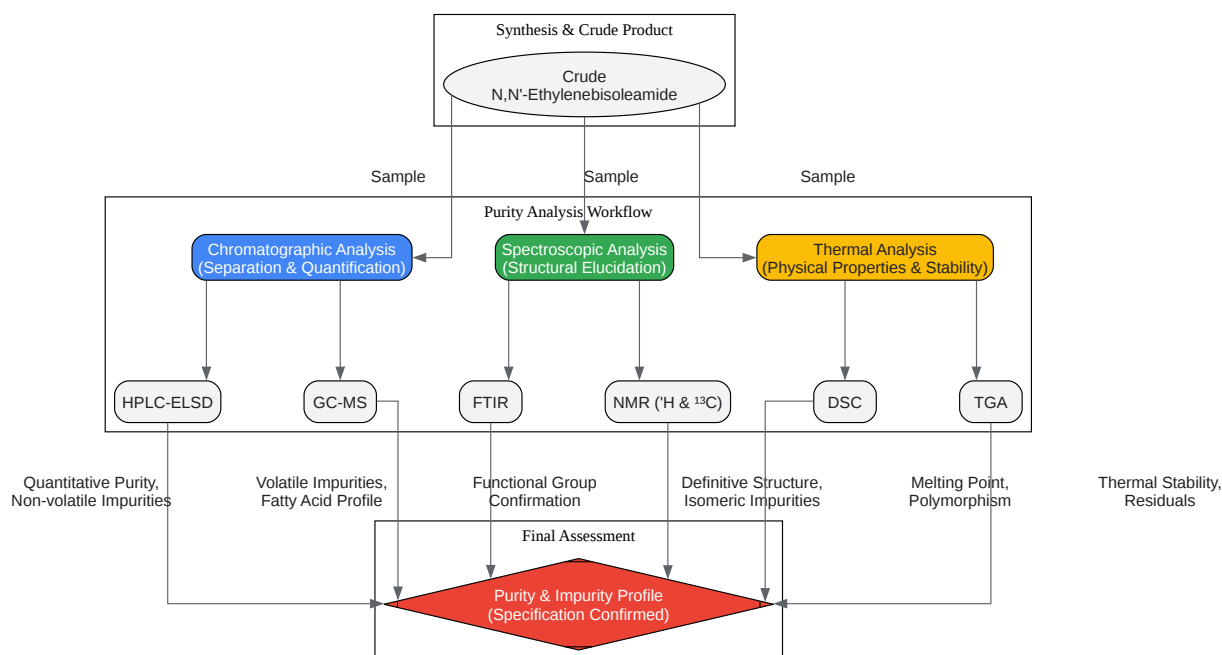 Synthesis & Crude Product
Crude
N,N'-Ethylenebisoleamide
Sample
Sample
Sample
Purity Analysis Workflow
Chromatographic Analysis
(Separation & Quantification)
Spectroscopic Analysis
(Structural Elucidation)
Thermal Analysis
(Physical Properties & Stability)
HPLC-ELSD
GC-MS
FTIR
NMR ('H & ¹³C)
DSC
TGA
Quantitative Purity,
Non-volatile Impurities
Volatile Impurities,
Fatty Acid Profile
Functional Group
Confirmation
Definitive Structure,
Isomeric Impurities
Melting Point,
Polymorphism
Thermal Stability,
Residuals
Final Assessment
Purity & Impurity Profile
(Specification Confirmed)